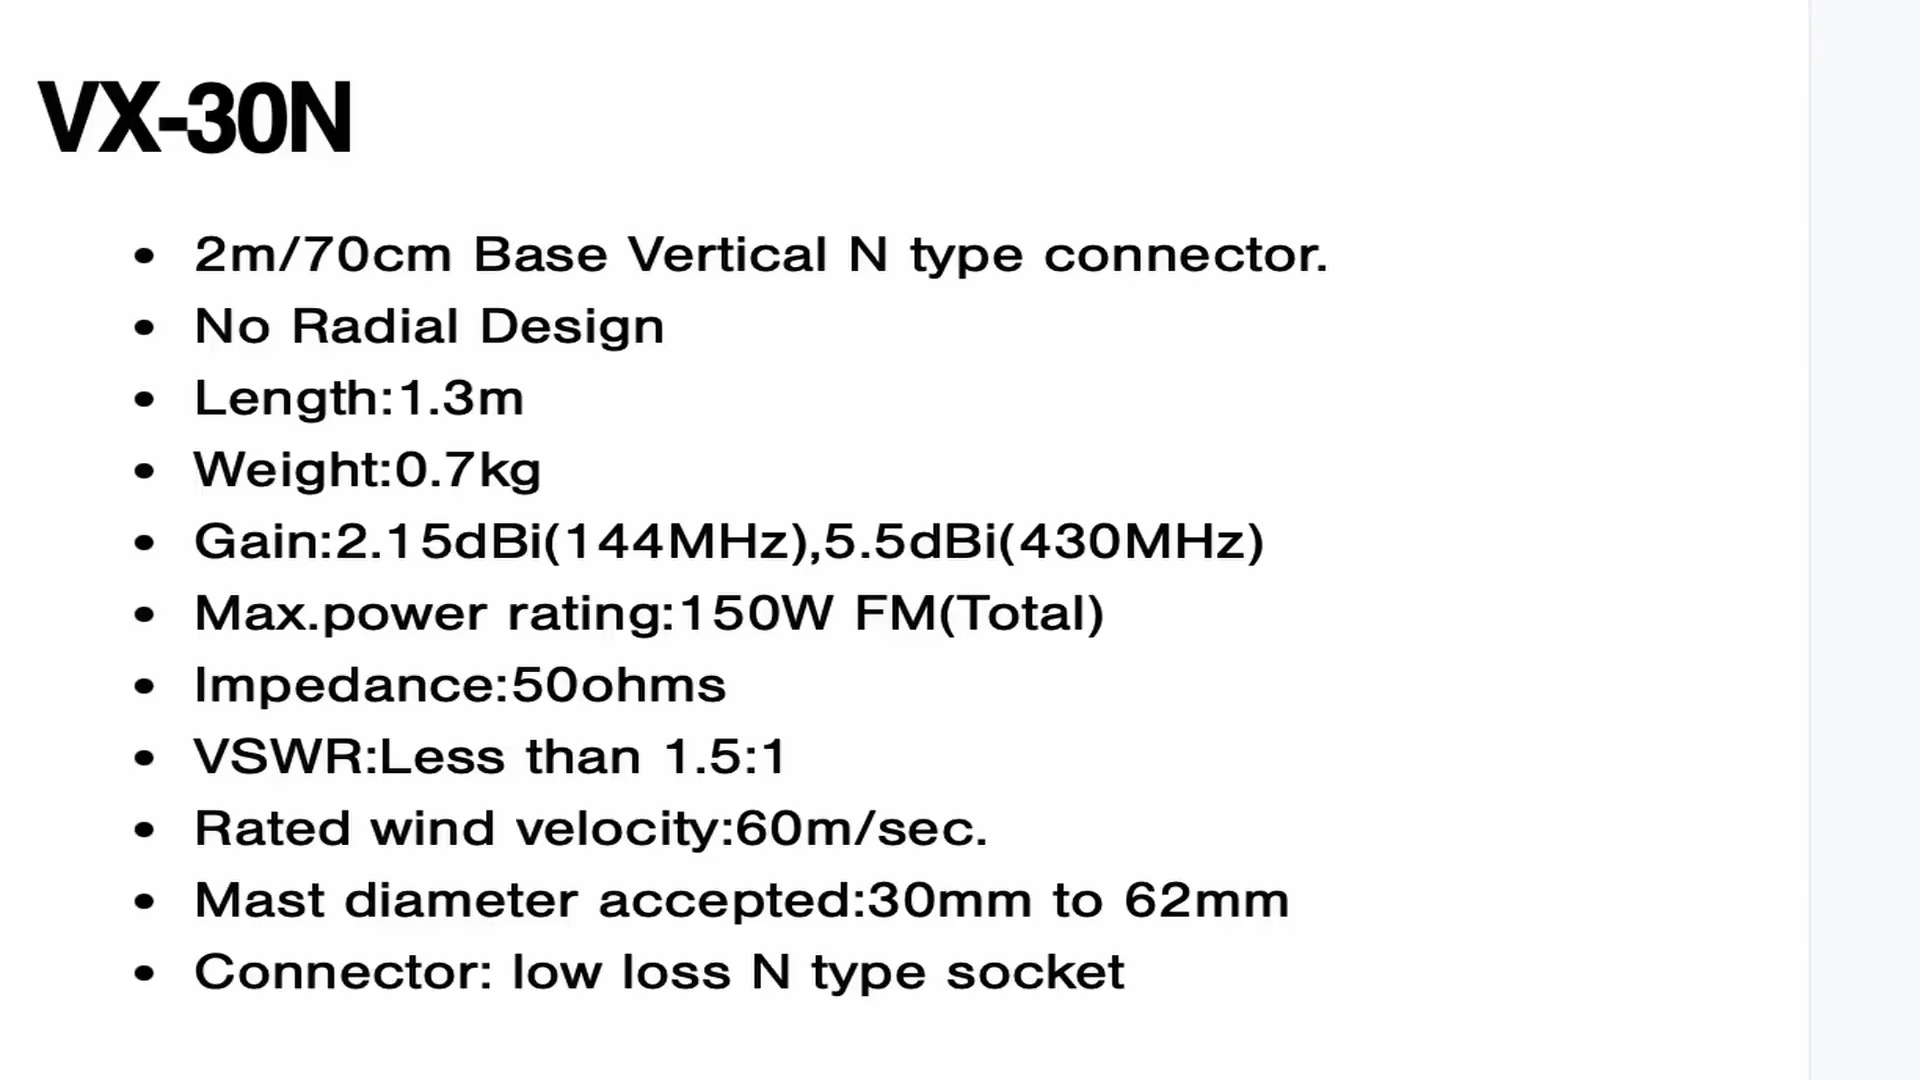 VX-30N
• 2m/70cm Base Vertical N type connector.
• No Radial Design
• Length:1.3m
• Weight:0.7kg
• Gain:2.15dBi(144MHz),5.5dBi(430MHz)
• Max.power rating:150W FM(Total)
• Impedance:50ohms
• VSWR:Less than 1.5:1
• Rated wind velocity:60m/sec.
• Mast diameter accepted:30mm to 62mm
• Connector: low loss N type socket